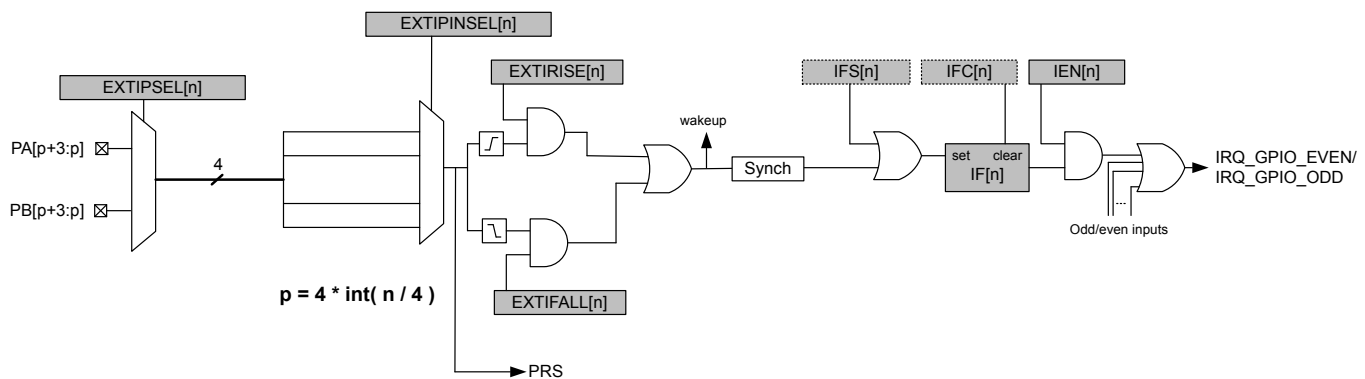 EXTIPINSEL[n]
EXTIPSEL[n]
EXTIRISE[n]
IFS[n]
IFC[n]
IEN[n]
wakeup
PA[p+3:p]
4
set clear
IF[n]
IRQ_GPIO_EVEN/
IRQ_GPIO_ODD
Synch
PB[p+3:p]
...
Odd/even inputs
p = 4 * int( n / 4 )
EXTIFALL[n]
PRS